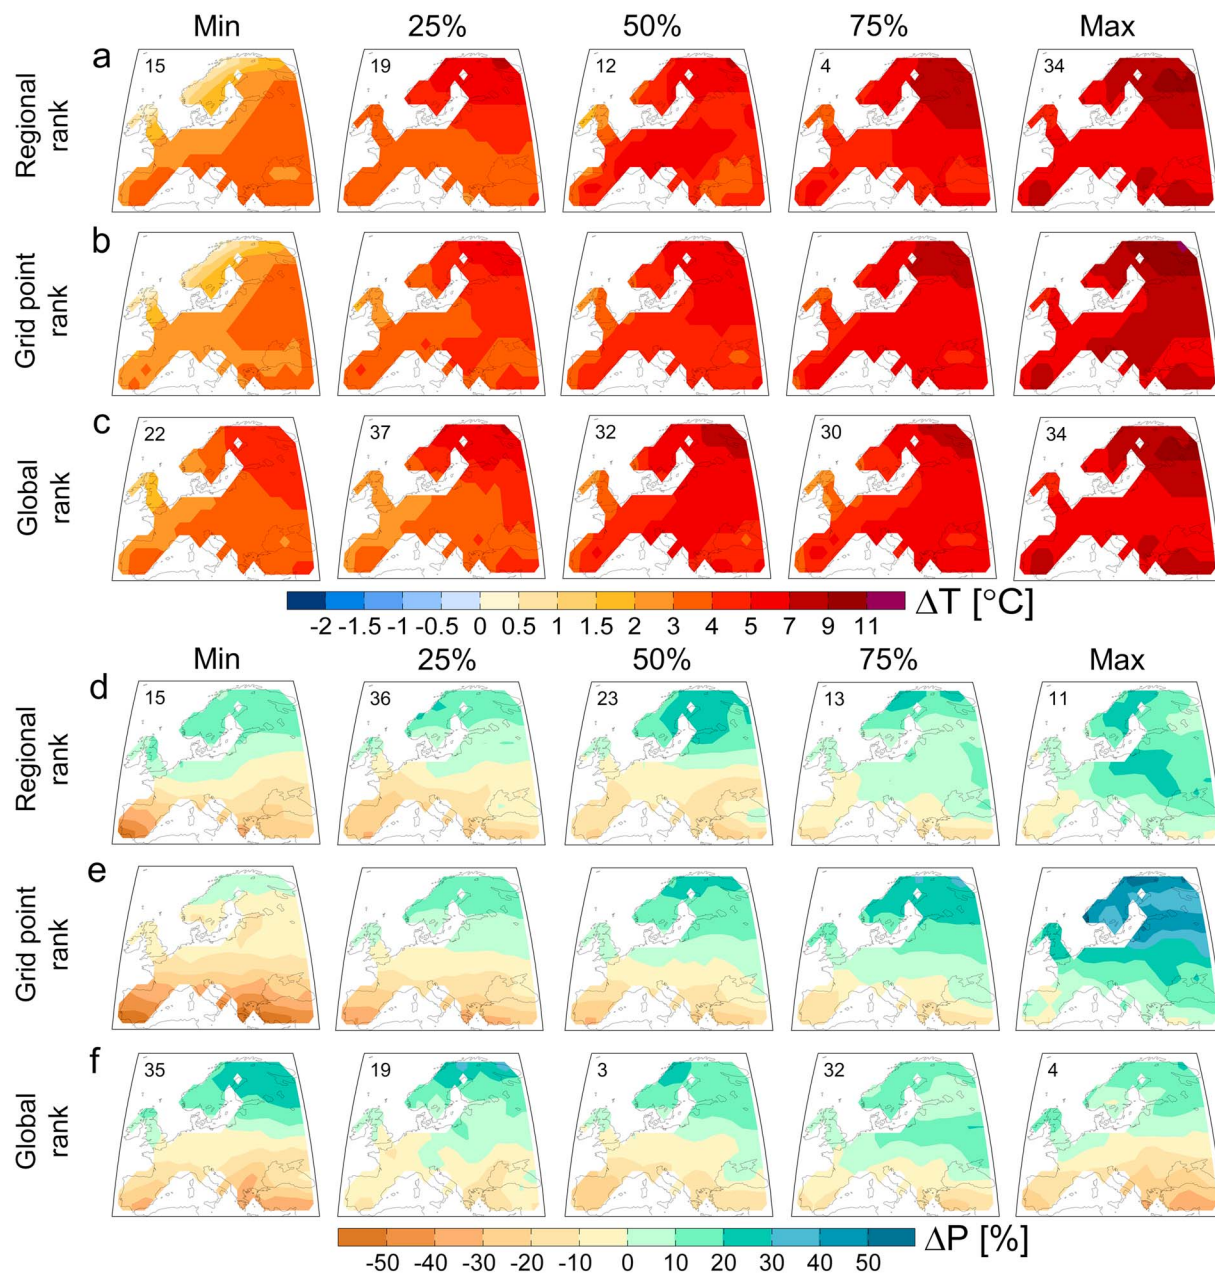 Min 25% 50% 75% Max
a
Regional
rank
15 19 12 4 34
b
Grid point
rank
c
Global
rank
22 37 32 30 34
-2 -1.5 -1 -0.5 0 0.5 1 1.5 2 3 4 5 7 9 11
ΔT [°C]
Min 25% 50% 75% Max
d
Regional
rank
15 36 23 13 11
e
Grid point
rank
f
Global
rank
35 19 3 32 4
-50 -40 -30 -20 -10 0 10 20 30 40 50
ΔP [%]